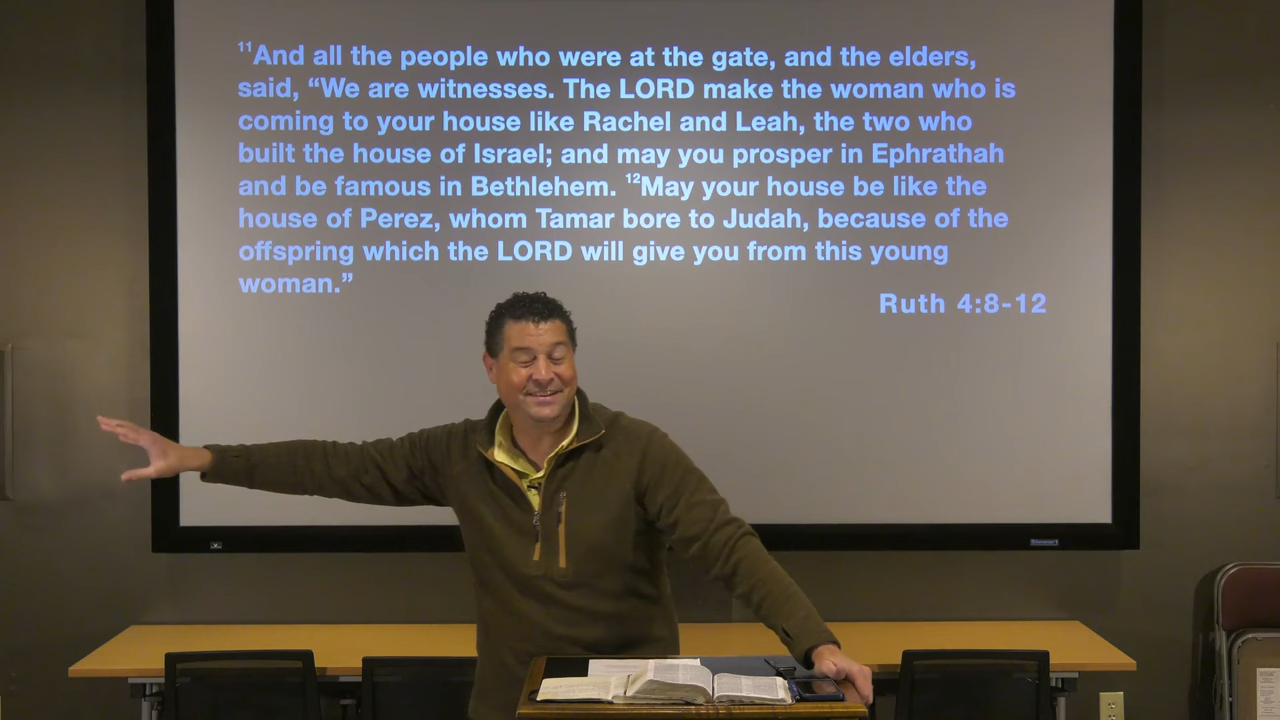 ¹¹And all the people who were at the gate, and the elders,
said, “We are witnesses. The LORD make the woman who is
coming to your house like Rachel and Leah, the two who
built the house of Israel; and may you prosper in Ephrathah
and be famous in Bethlehem. ¹²May your house be like the
house of Perez, whom Tamar bore to Judah, because of the
offspring which the LORD will give you from this young
woman.”
Ruth 4:8-12